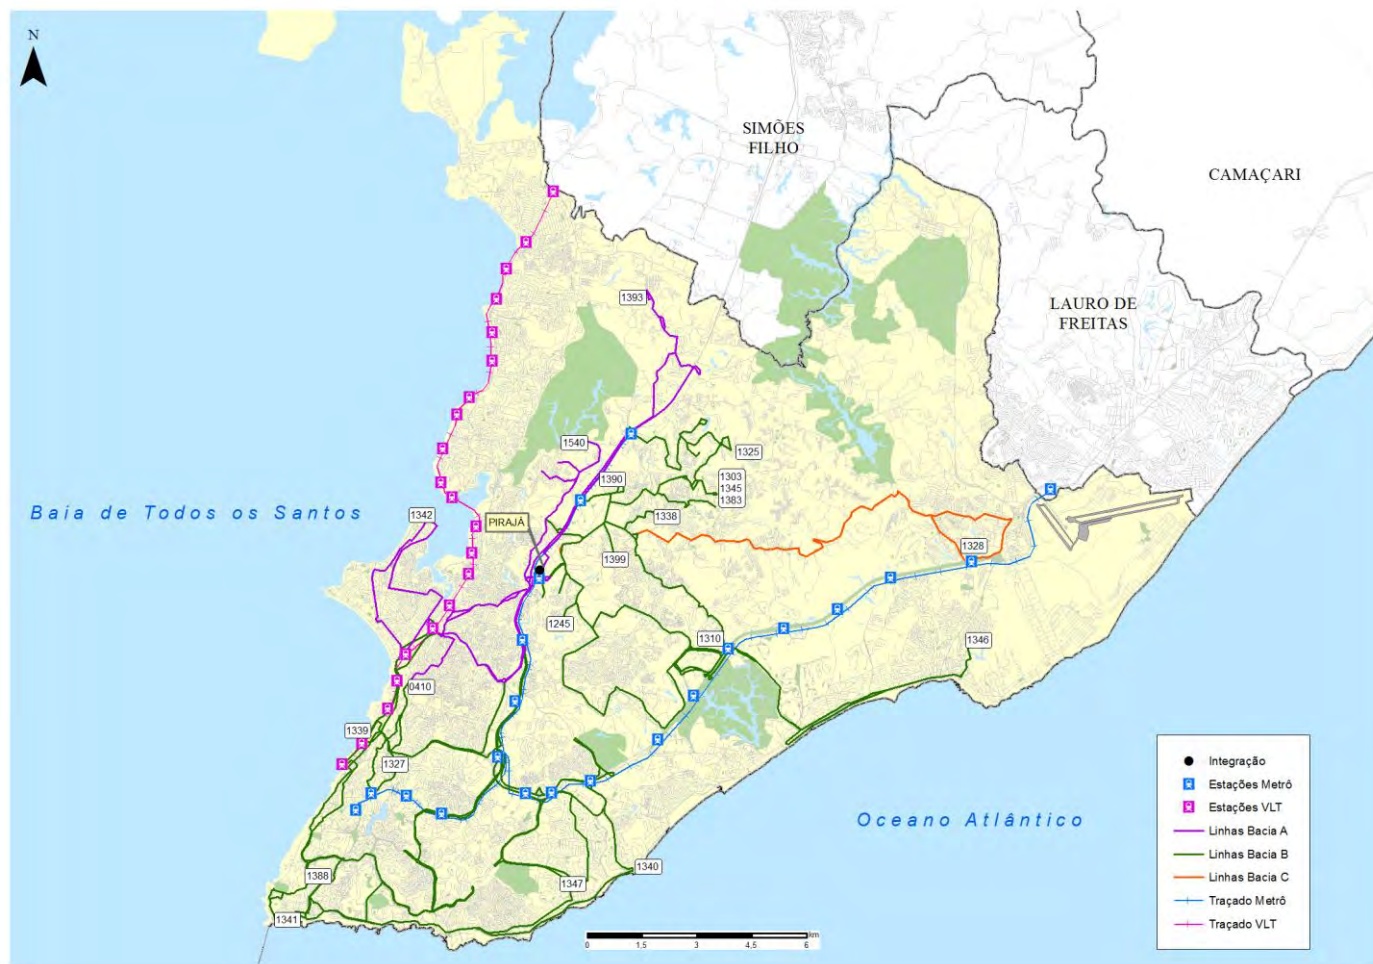 N
SIMÕES
FILHO
CAMAÇARI
LAURO DE
FREITAS
1393
1540
1325
1390
1303
1345
1383
Baia de Todos os Santos
1342
PIRAJÁ
1338
1328
1399
1245
1310
1346
0410
1339
1327
Oceano Atlântico
1340
1388
1347
1341
Integração
Estações Metrô
Estações VLT
Linhas Bacia A
Linhas Bacia B
Linhas Bacia C
Traçado Metrô
Traçado VLT
km
0 1,5 3 4,5 6